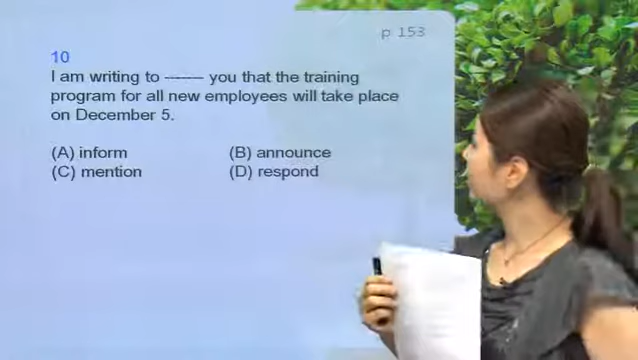 p 153
10
I am writing to ------- you that the training
program for all new employees will take place
on December 5.
(A) inform (B) announce
(C) mention (D) respond